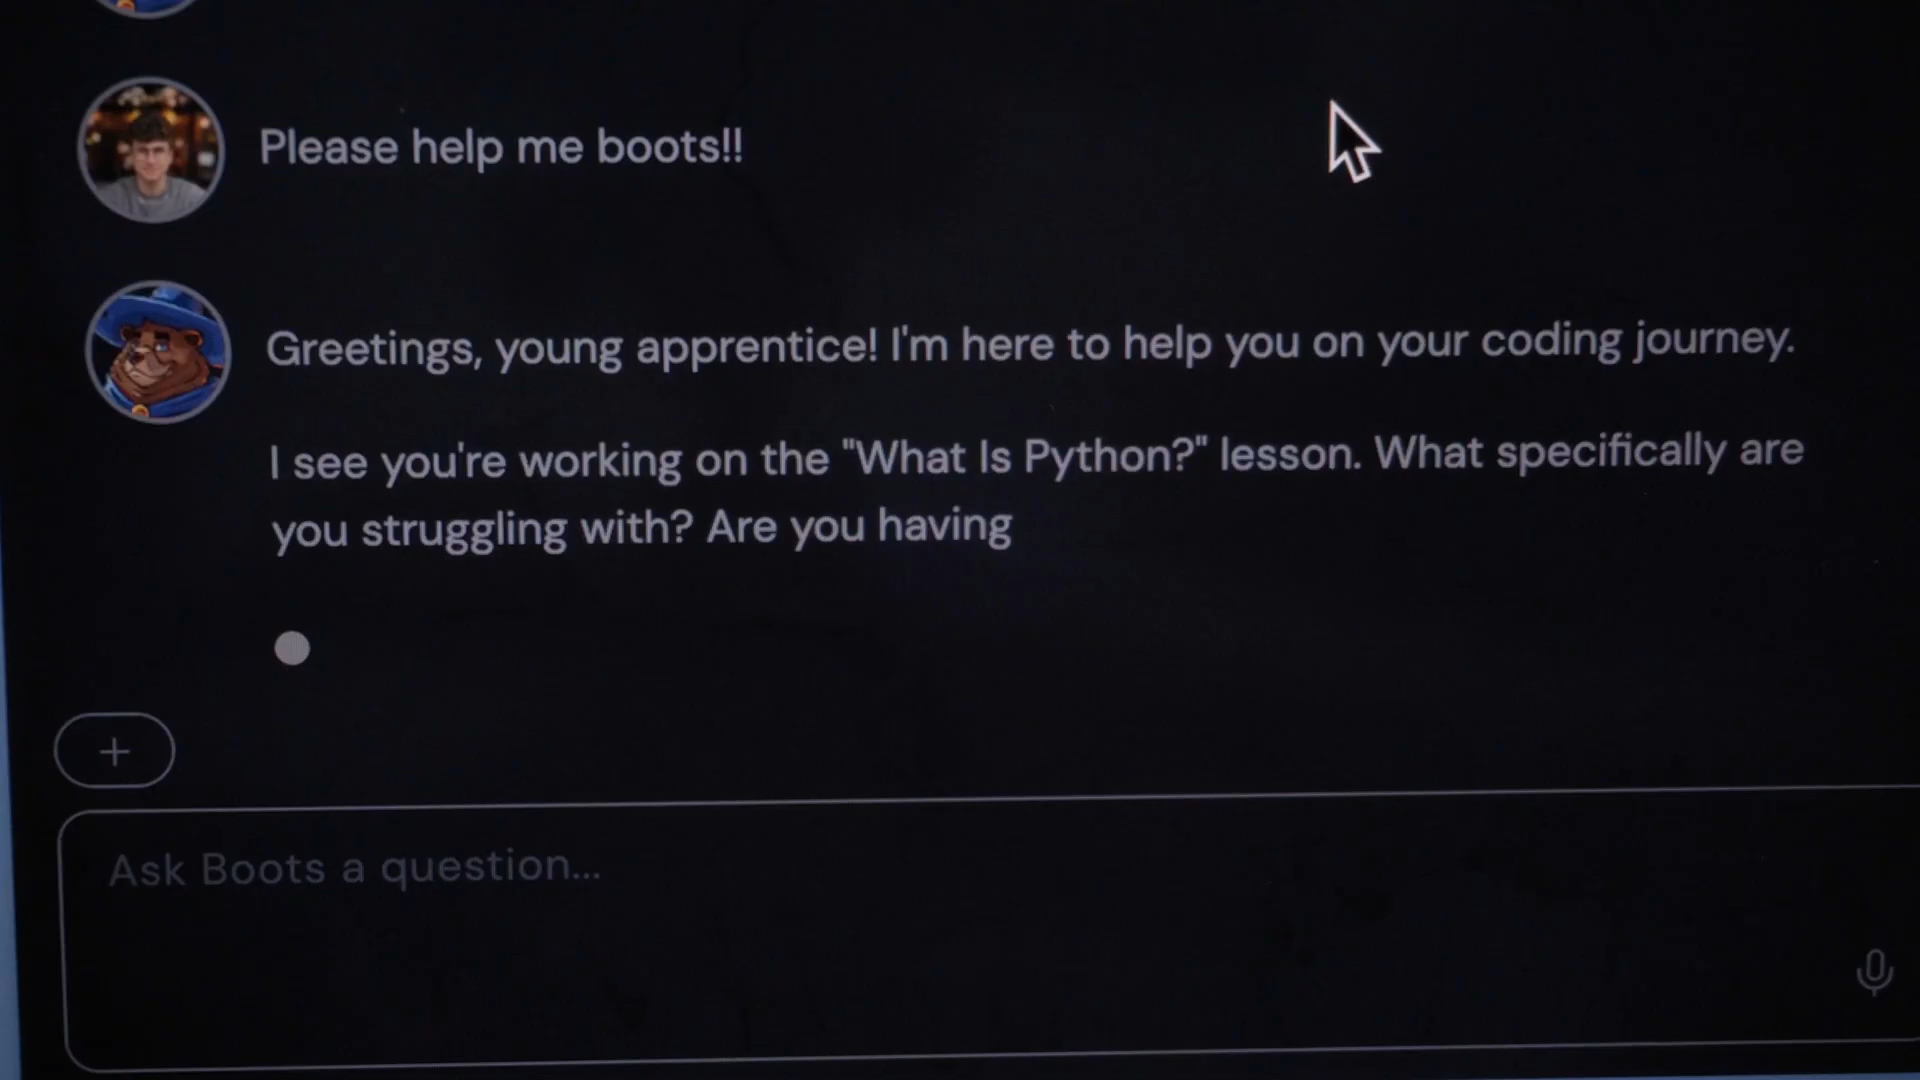 Please help me boots!!
Greetings, young apprentice! I'm here to help you on your coding journey.
I see you're working on the "What Is Python?" lesson. What specifically are
you struggling with? Are you having
Ask Boots a question...